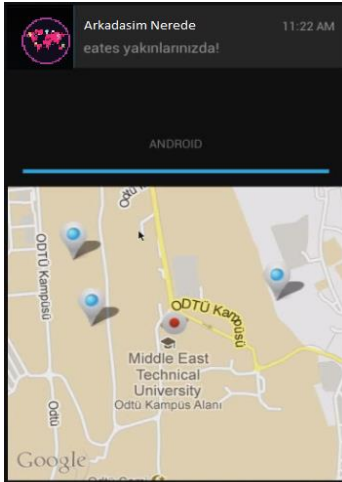 Arkadasim Nerede
11:22 AM
eates yakınlarınızda!
ANDROID
ODTÜ Kampüsü
ODTÜ Kampüsü
Middle East
Technical
University
Odtü Kampüs Alanı
Odtü
Google